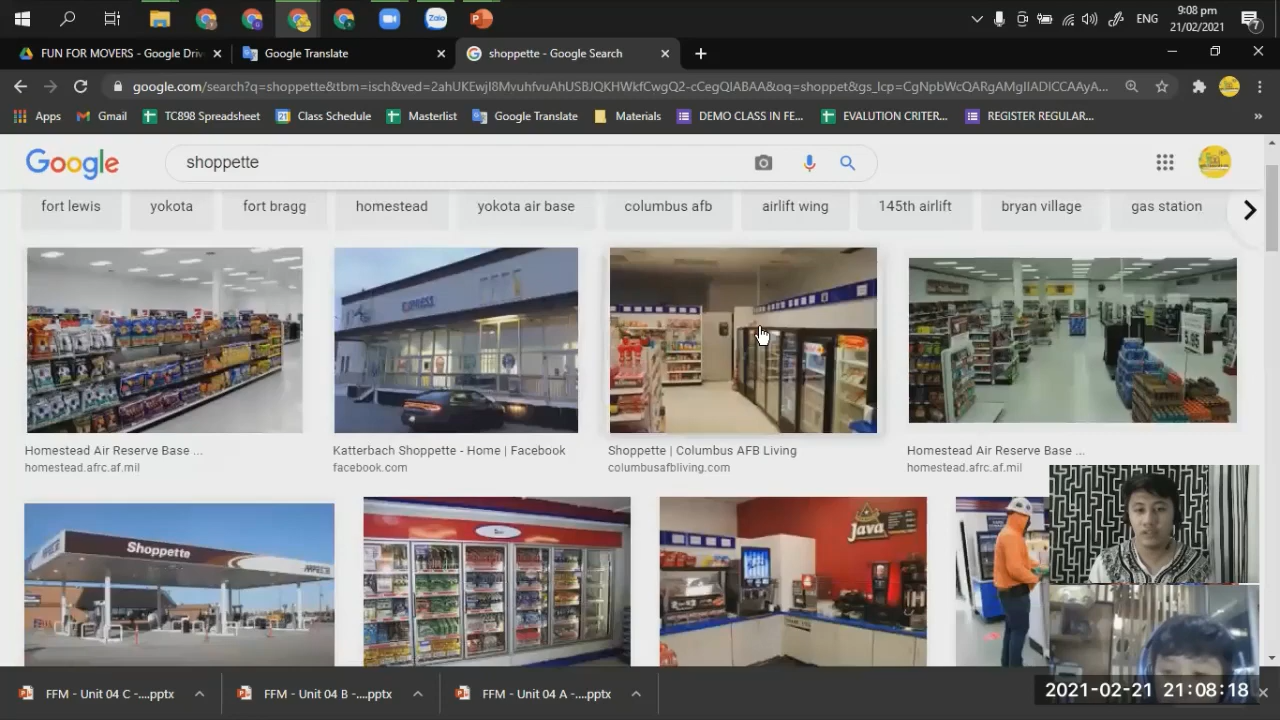 9:08 pm
ENG
21/02/2021
7
FUN FOR MOVERS - Google Driv
Google Translate
shoppette - Google Search
google.com/search?q=shoppette&tbm=isch&ved=2ahUKEwjI8MvuhfvuAhUSBJQKHWkfCwgQ2-cCegQIABAA&oq=shoppet&gs_lcp=CgNpbWcQARgAMgIIADICCAAyA...
Apps
Gmail
TC898 Spreadsheet
Class Schedule
Masterlist
Google Translate
Materials
DEMO CLASS IN FE...
EVALUTION CRITER...
REGISTER REGULAR...
»
Google
shoppette
fort lewis
yokota
fort bragg
homestead
yokota air base
columbus afb
airlift wing
145th airlift
bryan village
gas station
EXPRESS
5.95
Homestead Air Reserve Base ...
homestead.afrc.af.mil
Katterbach Shoppette - Home | Facebook
facebook.com
Shoppette | Columbus AFB Living
columbusafbliving.com
Homestead Air Reserve Base ...
homestead.afrc.af.mil
Shoppette
Java
FFM - Unit 04 C -....pptx
FFM - Unit 04 B -....pptx
FFM - Unit 04 A -....pptx
2021-02-21 21:08:18